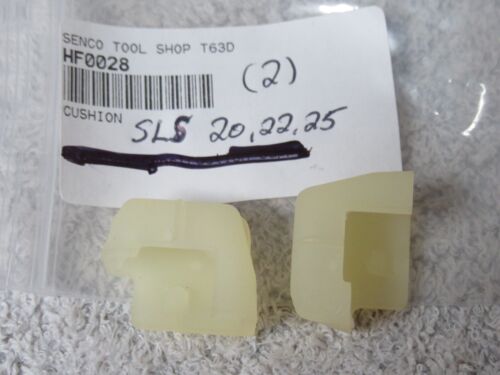 SENCO TOOL SHOP T63D
HF0028
(2)
CUSHION
SLS 20,22,25